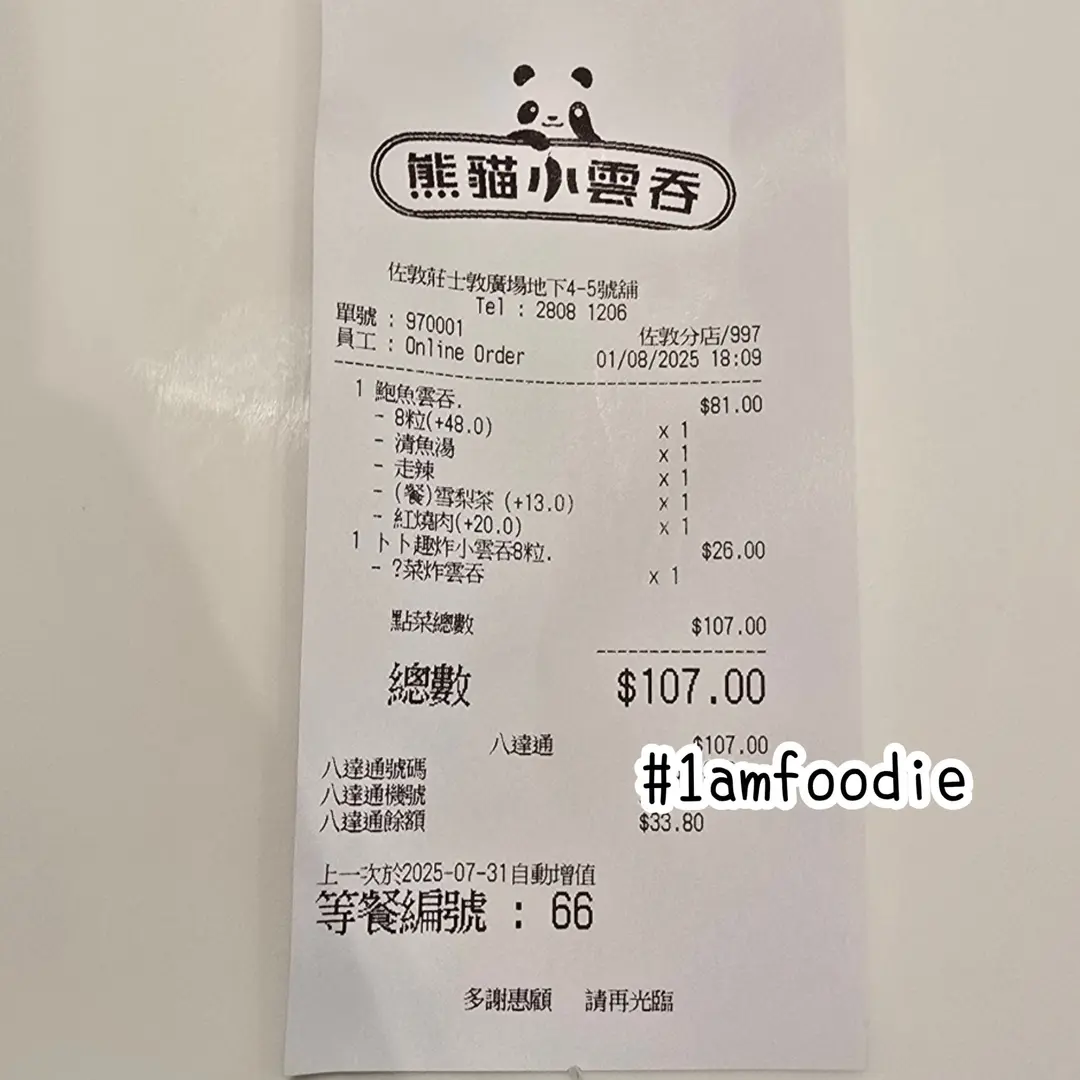 熊貓小雲吞
佐敦莊士敦廣場地下4-5號舖
Tel : 2808 1206
單號 : 970001 佐敦分店/997
員工 : Online Order 01/08/2025 18:09
1 鮑魚雲吞. $81.00
- 8粒(+48.0) x 1
- 清魚湯 x 1
- 走辣 x 1
- (餐)雪梨茶 (+13.0) x 1
- 紅燒肉(+20.0) x 1
1 卜卜趣炸小雲吞8粒. $26.00
- ?菜炸雲吞 x 1
點菜總數 $107.00
總數 $107.00
八達通 $107.00
八達通號碼
#1amfoodie
八達通機號
八達通餘額 $33.80
上一次於2025-07-31自動增值
等餐編號 : 66
多謝惠顧 請再光臨